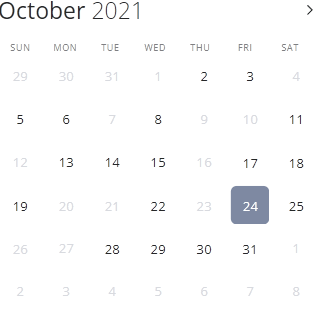 October 2021
SUN MON TUE WED THU FRI SAT
29 30 31 1 2 3 4
5 6 7 8 9 10 11
12 13 14 15 16 17 18
19 20 21 22 23 24 25
26 27 28 29 30 31 1
2 3 4 5 6 7 8